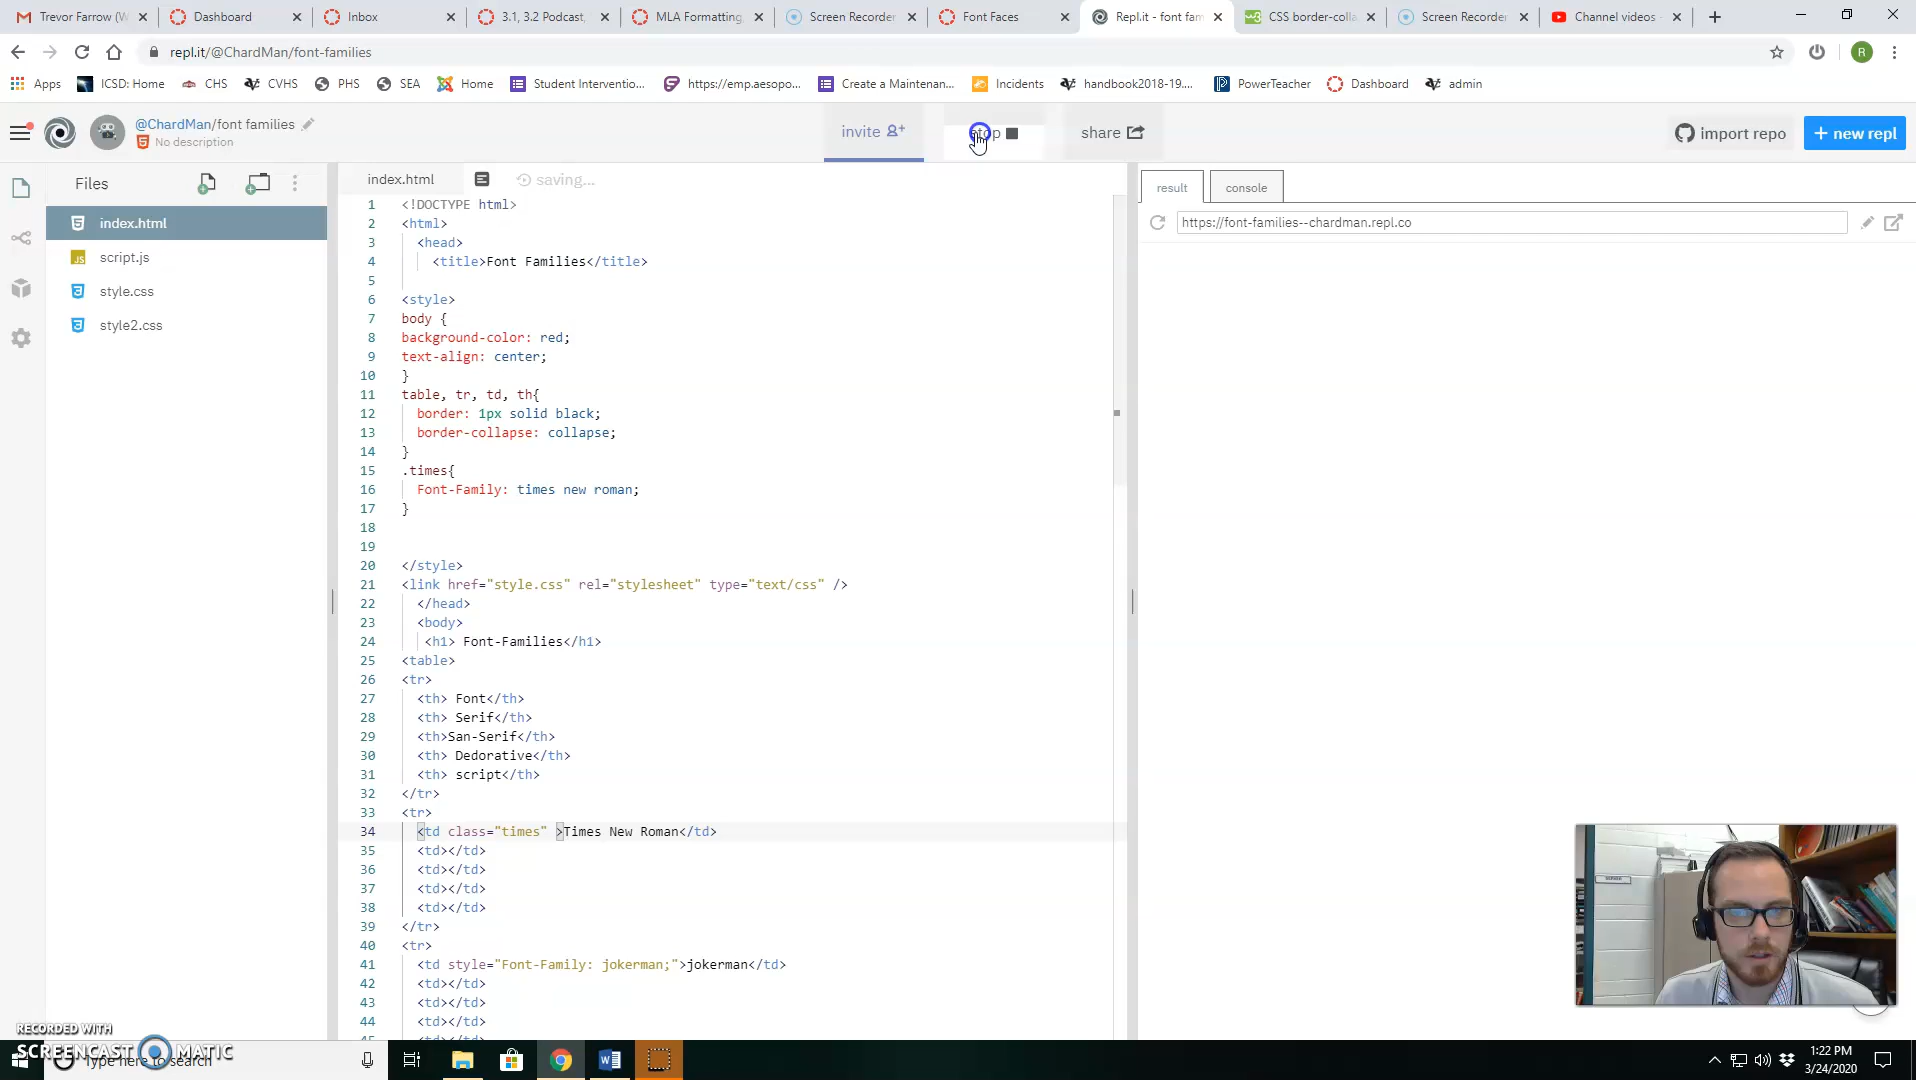 Trevor Farrow (W
Dashboard
Inbox
3.1, 3.2 Podcast,
MLA Formatting,
Screen Recorder
Font Faces
Repl.it - font fam
CSS border-colla
Screen Recorder
Channel videos
repl.it/@ChardMan/font-families
R
Apps
ICSD: Home
CHS
CVHS
PHS
SEA
Home
Student Interventio...
https://emp.aesopo...
Create a Maintenan...
Incidents
handbook2018-19....
PowerTeacher
Dashboard
admin
@ChardMan/font families
No description
invite
stop
share
import repo
+ new repl
Files
index.html
script.js
style.css
style2.css
index.html
saving...
1 <!DOCTYPE html>
2 <html>
3 <head>
4 <title>Font Families</title>
5
6 <style>
7 body {
8 background-color: red;
9 text-align: center;
10 }
11 table, tr, td, th{
12 border: 1px solid black;
13 border-collapse: collapse;
14 }
15 .times{
16 Font-Family: times new roman;
17 }
18
19
20 </style>
21 <link href="style.css" rel="stylesheet" type="text/css" />
22 </head>
23 <body>
24 <h1> Font-Families</h1>
25 <table>
26 <tr>
27 <th> Font</th>
28 <th> Serif</th>
29 <th>San-Serif</th>
30 <th> Dedorative</th>
31 <th> script</th>
32 </tr>
33 <tr>
34 <td class="times" >Times New Roman</td>
35 <td></td>
36 <td></td>
37 <td></td>
38 <td></td>
39 </tr>
40 <tr>
41 <td style="Font-Family: jokerman;">jokerman</td>
42 <td></td>
43 <td></td>
44 <td></td>
result
console
https://font-families--chardman.repl.co
RECORDED WITH
SCREENCAST MATIC
Type here to search
1:22 PM
3/24/2020